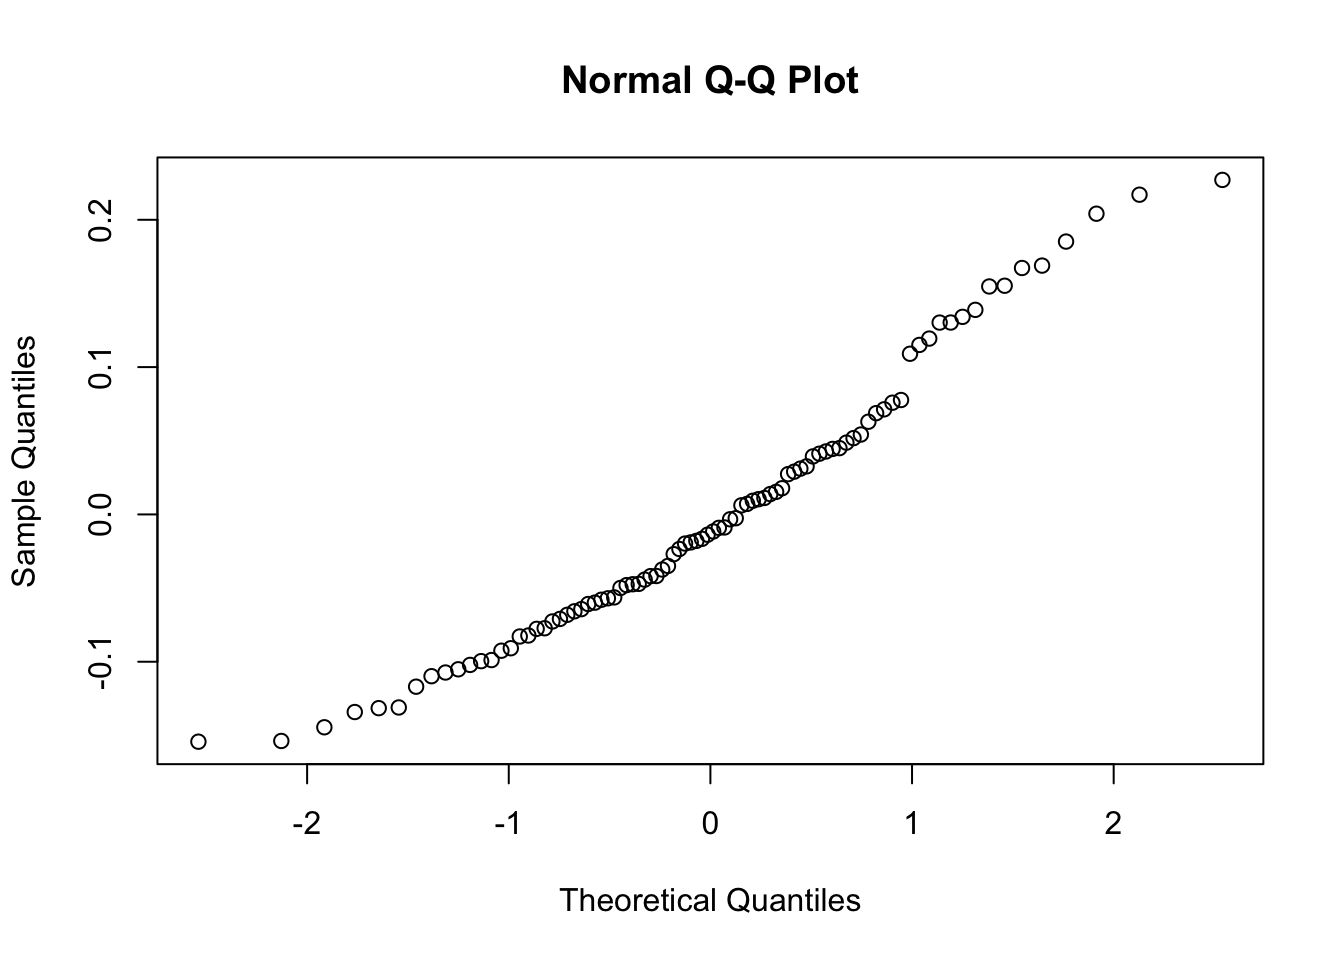 Normal Q-Q Plot
Sample Quantiles
0.2
0.1
0.0
-0.1
-2 -1 0 1 2
Theoretical Quantiles